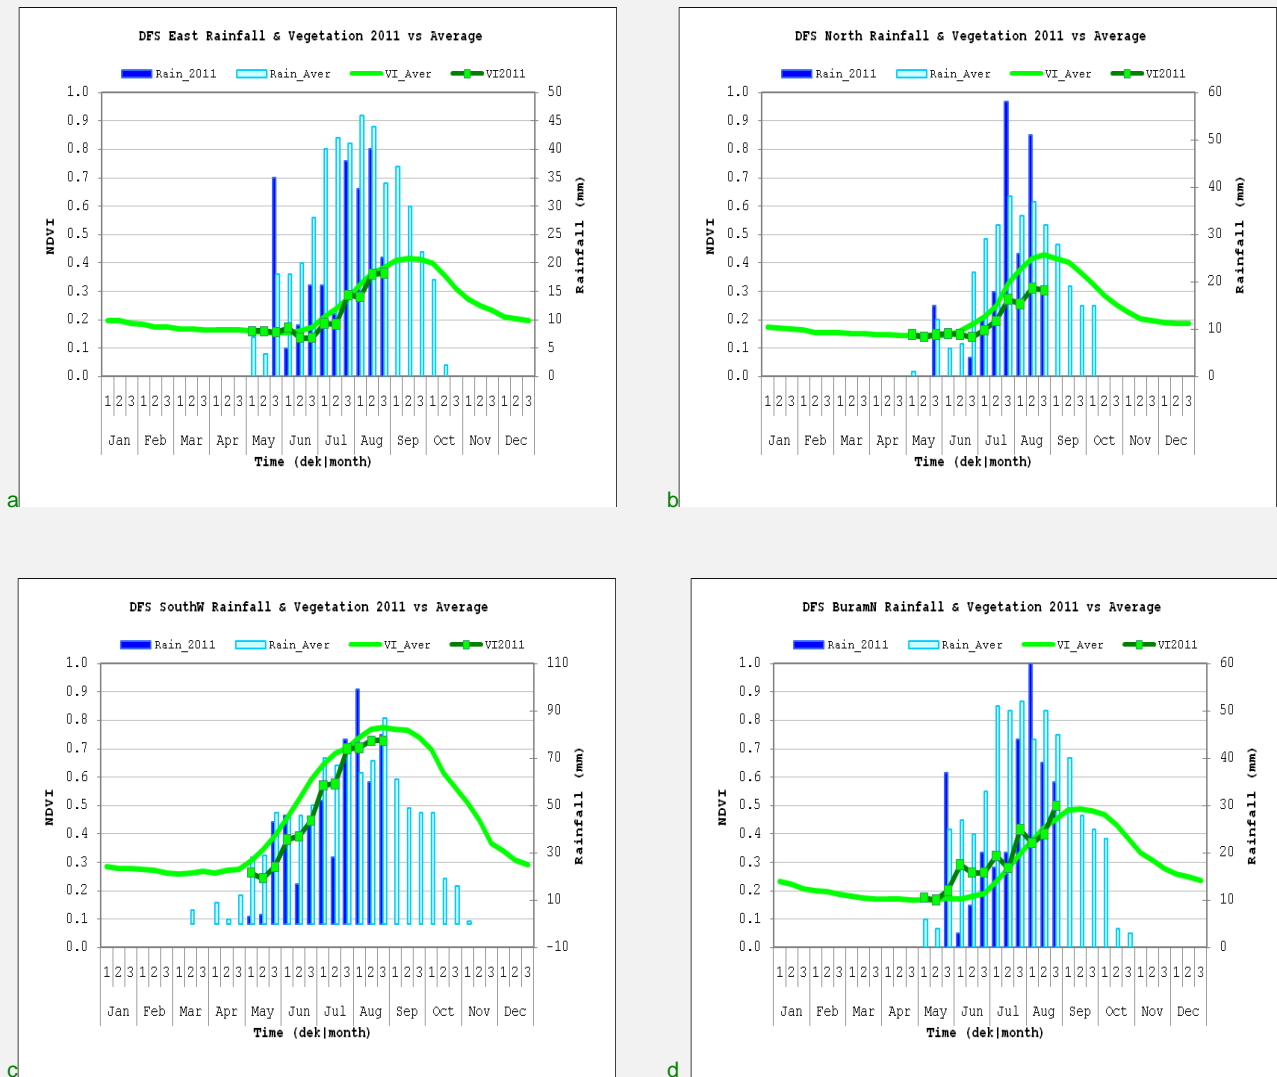 DFS East Rainfall & Vegetation 2011 vs Average
Rain_2011 Rain_Aver VI_Aver VI2011
1.0 0.9 0.8 0.7 0.6 0.5 0.4 0.3 0.2 0.1 0.0
NDVI
50 45 40 35 30 25 20 15 10 5 0
Rainfall (mm)
1 2 3 1 2 3 1 2 3 1 2 3 1 2 3 1 2 3 1 2 3 1 2 3 1 2 3 1 2 3 1 2 3 1 2 3
Jan Feb Mar Apr May Jun Jul Aug Sep Oct Nov Dec
Time (dek|month)
a
DFS North Rainfall & Vegetation 2011 vs Average
Rain_2011 Rain_Aver VI_Aver VI2011
1.0 0.9 0.8 0.7 0.6 0.5 0.4 0.3 0.2 0.1 0.0
NDVI
60 50 40 30 20 10 0
Rainfall (mm)
1 2 3 1 2 3 1 2 3 1 2 3 1 2 3 1 2 3 1 2 3 1 2 3 1 2 3 1 2 3 1 2 3 1 2 3
Jan Feb Mar Apr May Jun Jul Aug Sep Oct Nov Dec
Time (dek|month)
b
DFS SouthW Rainfall & Vegetation 2011 vs Average
Rain_2011 Rain_Aver VI_Aver VI2011
1.0 0.9 0.8 0.7 0.6 0.5 0.4 0.3 0.2 0.1 0.0
NDVI
110 90 70 50 30 10 -10
Rainfall (mm)
1 2 3 1 2 3 1 2 3 1 2 3 1 2 3 1 2 3 1 2 3 1 2 3 1 2 3 1 2 3 1 2 3 1 2 3
Jan Feb Mar Apr May Jun Jul Aug Sep Oct Nov Dec
Time (dek|month)
c
DFS BuramN Rainfall & Vegetation 2011 vs Average
Rain_2011 Rain_Aver VI_Aver VI2011
1.0 0.9 0.8 0.7 0.6 0.5 0.4 0.3 0.2 0.1 0.0
NDVI
60 50 40 30 20 10 0
Rainfall (mm)
1 2 3 1 2 3 1 2 3 1 2 3 1 2 3 1 2 3 1 2 3 1 2 3 1 2 3 1 2 3 1 2 3 1 2 3
Jan Feb Mar Apr May Jun Jul Aug Sep Oct Nov Dec
Time (dek|month)
d